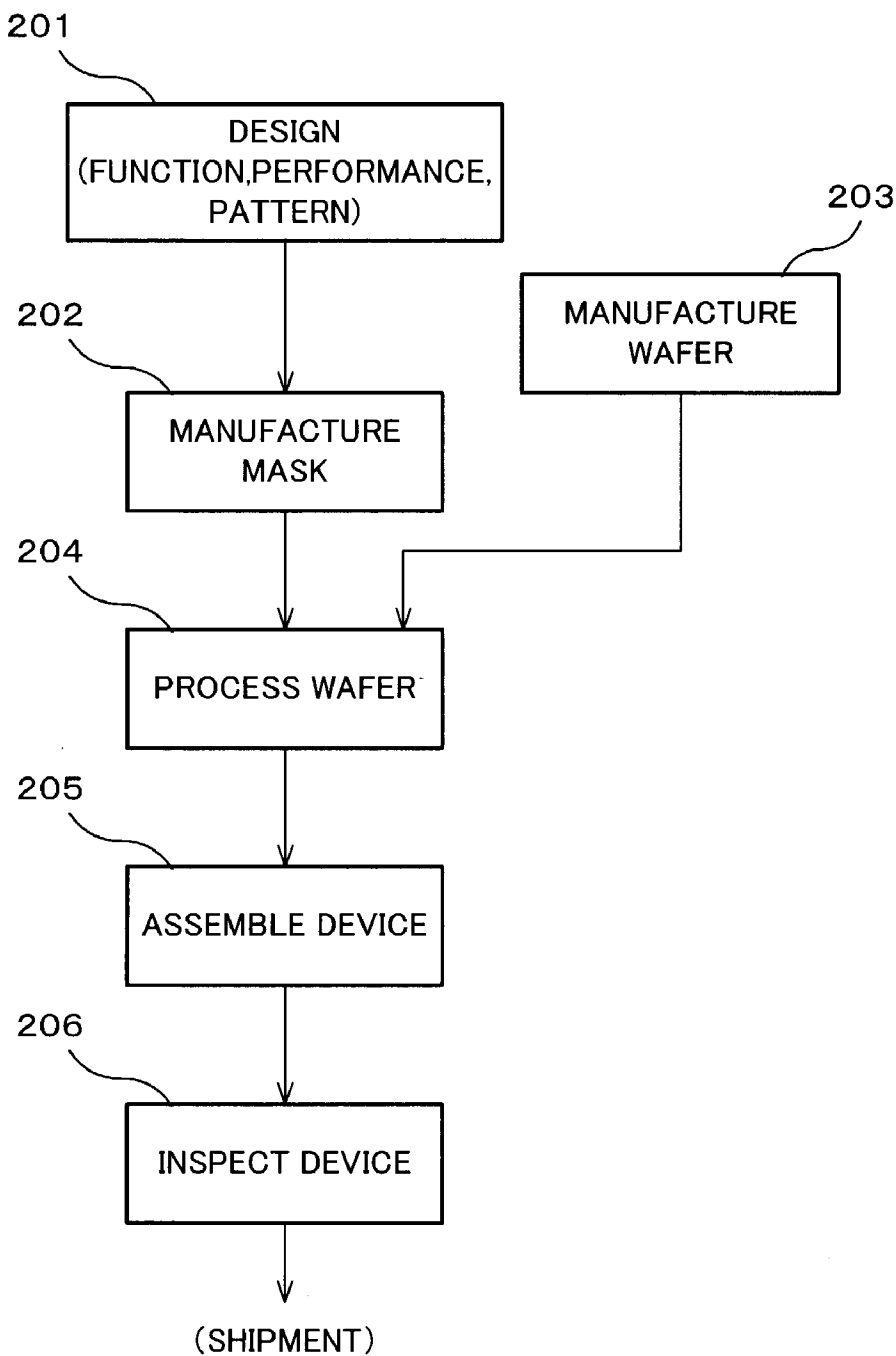 201
DESIGN
(FUNCTION,PERFORMANCE,
PATTERN)
203
MANUFACTURE
WAFER
202
MANUFACTURE
MASK
204
PROCESS WAFER
205
ASSEMBLE DEVICE
206
INSPECT DEVICE
(SHIPMENT)